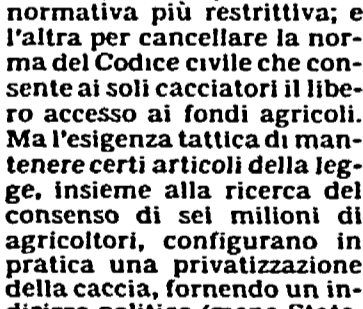 normativa più restrittiva; e
l'altra per cancellare la nor-
ma del Codice civile che con-
sente ai soli cacciatori il libe-
ro accesso ai fondi agricoli.
Ma l'esigenza tattica di man-
tenere certi articoli della leg-
ge, insieme alla ricerca del
consenso di sei milioni di
agricoltori, configurano in
pratica una privatizzazione
della caccia, fornendo un in-